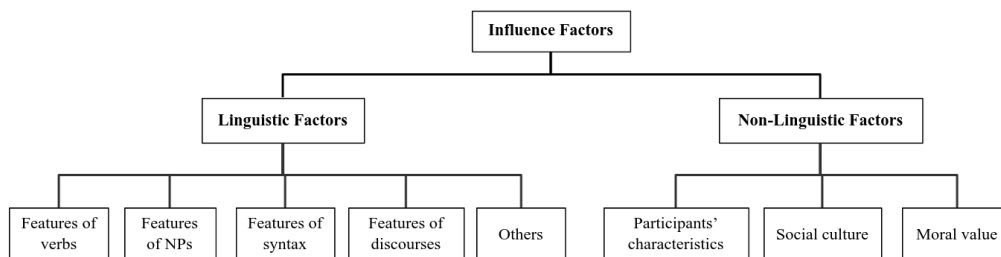 Influence Factors
Linguistic Factors
Non-Linguistic Factors
Features of
verbs
Features
of NPs
Features of
syntax
Features of
discourses
Others
Participants’
characteristics
Social culture
Moral value